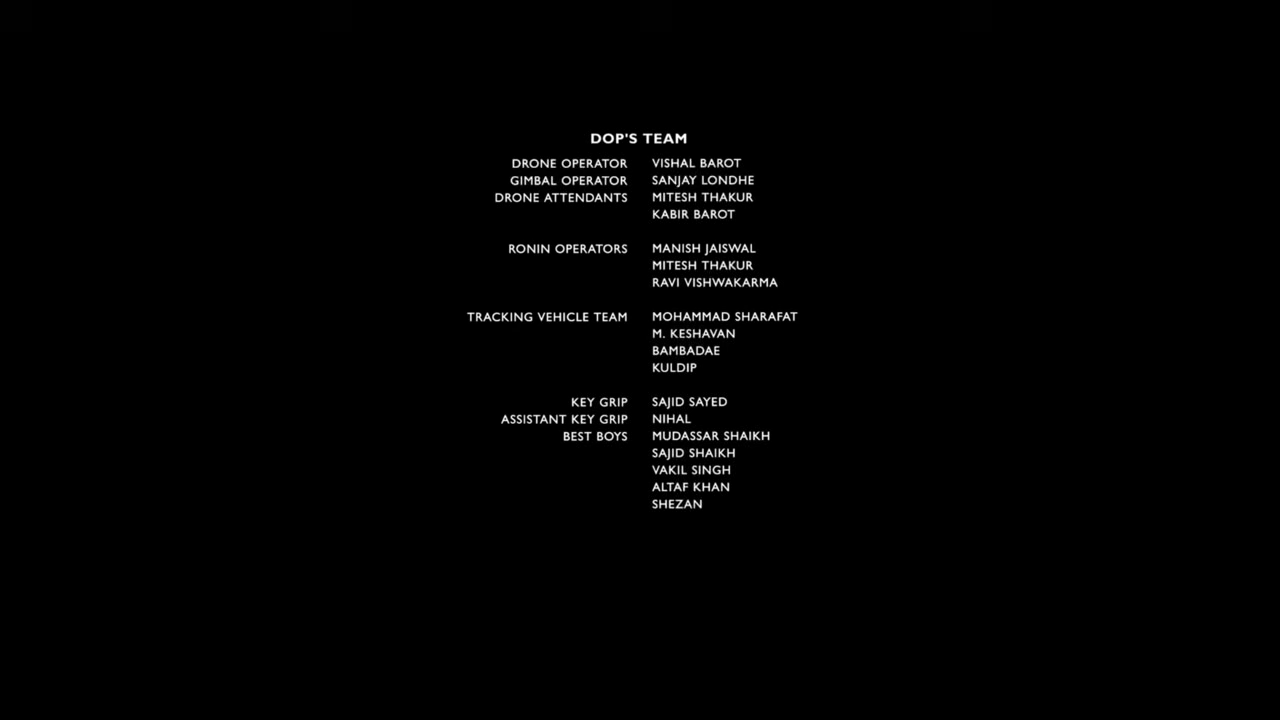 DOP'S TEAM
DRONE OPERATOR VISHAL BAROT
GIMBAL OPERATOR SANJAY LONDHE
DRONE ATTENDANTS MITESH THAKUR
KABIR BAROT
RONIN OPERATORS MANISH JAISWAL
MITESH THAKUR
RAVI VISHWAKARMA
TRACKING VEHICLE TEAM MOHAMMAD SHARAFAT
M. KESHAVAN
BAMBADAE
KULDIP
KEY GRIP SAJID SAYED
ASSISTANT KEY GRIP NIHAL
BEST BOYS MUDASSAR SHAIKH
SAJID SHAIKH
VAKIL SINGH
ALTAF KHAN
SHEZAN